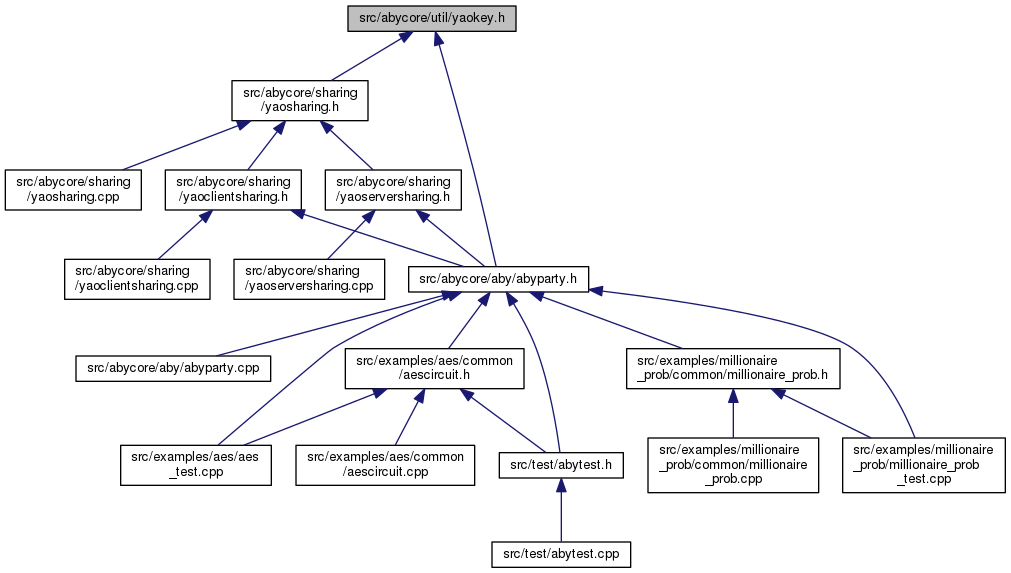 src/abycore/util/yaokey.h
src/abycore/sharing
/yaosharing.h
src/abycore/sharing
/yaosharing.cpp
src/abycore/sharing
/yaoclientsharing.h
src/abycore/sharing
/yaoserversharing.h
src/abycore/sharing
/yaoclientsharing.cpp
src/abycore/sharing
/yaoserversharing.cpp
src/abycore/aby/abyparty.h
src/abycore/aby/abyparty.cpp
src/examples/aes/common
/aescircuit.h
src/examples/millionaire
_prob/common/millionaire_prob.h
src/examples/aes/aes
_test.cpp
src/examples/aes/common
/aescircuit.cpp
src/test/abytest.h
src/examples/millionaire
_prob/common/millionaire
_prob.cpp
src/examples/millionaire
_prob/millionaire_prob
_test.cpp
src/test/abytest.cpp